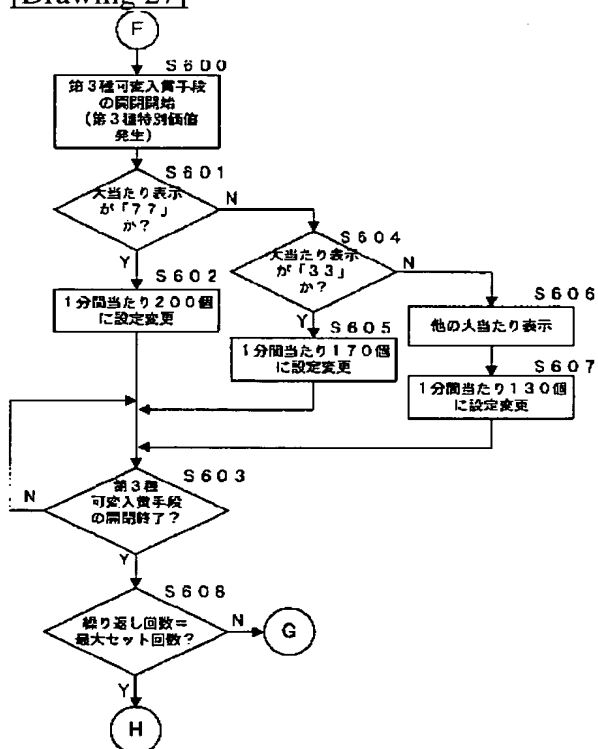 [Drawing 27]
F
S600
第3種可変入賞手段
の開閉開始
(第3種特別価値
発生)
S601
大当たり表示
が「77」
か?
N
Y
S602
1分間当たり200個
に設定変更
S604
大当たり表示
が「33」
か?
N
Y
S605
1分間当たり170個
に設定変更
S606
他の大当たり表示
S607
1分間当たり130個
に設定変更
S603
第3種
可変入賞手段
の開閉終了?
N
Y
S608
繰り返し回数=
最大セット回数?
N
G
Y
H